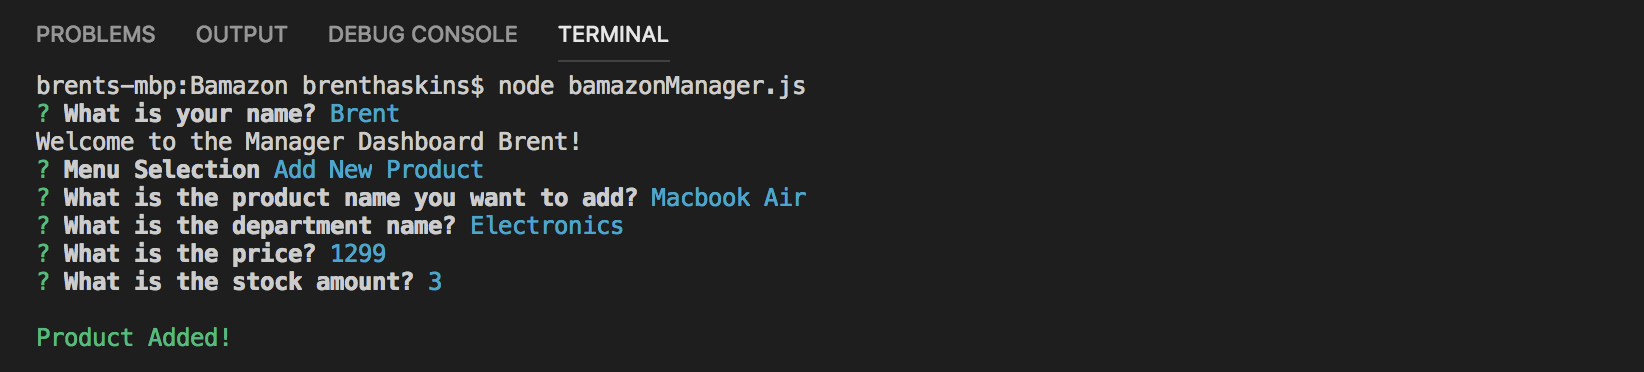 PROBLEMS OUTPUT DEBUG CONSOLE TERMINAL
brents-mbp:Bamazon brenthaskins$ node bamazonManager.js
? What is your name? Brent
Welcome to the Manager Dashboard Brent!
? Menu Selection Add New Product
? What is the product name you want to add? Macbook Air
? What is the department name? Electronics
? What is the price? 1299
? What is the stock amount? 3
Product Added!